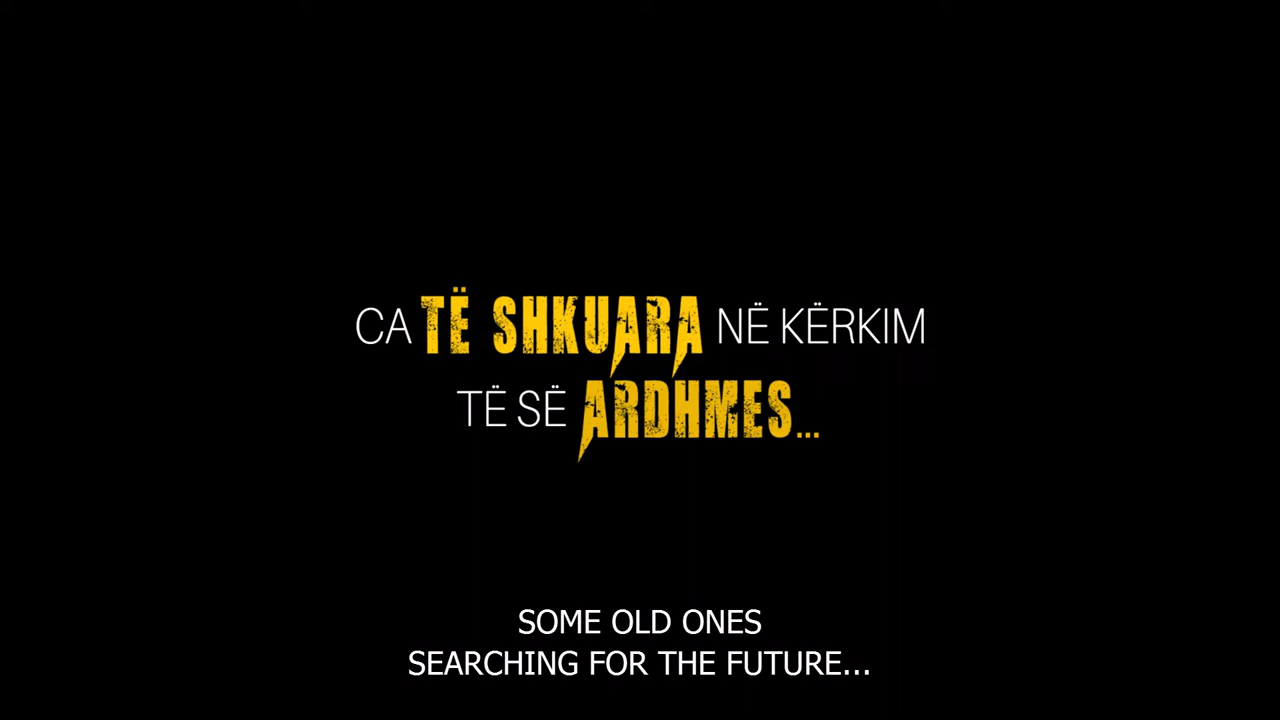 CA TË SHKUARA NË KËRKIM
TË SË ARDHMES...
SOME OLD ONES
SEARCHING FOR THE FUTURE...